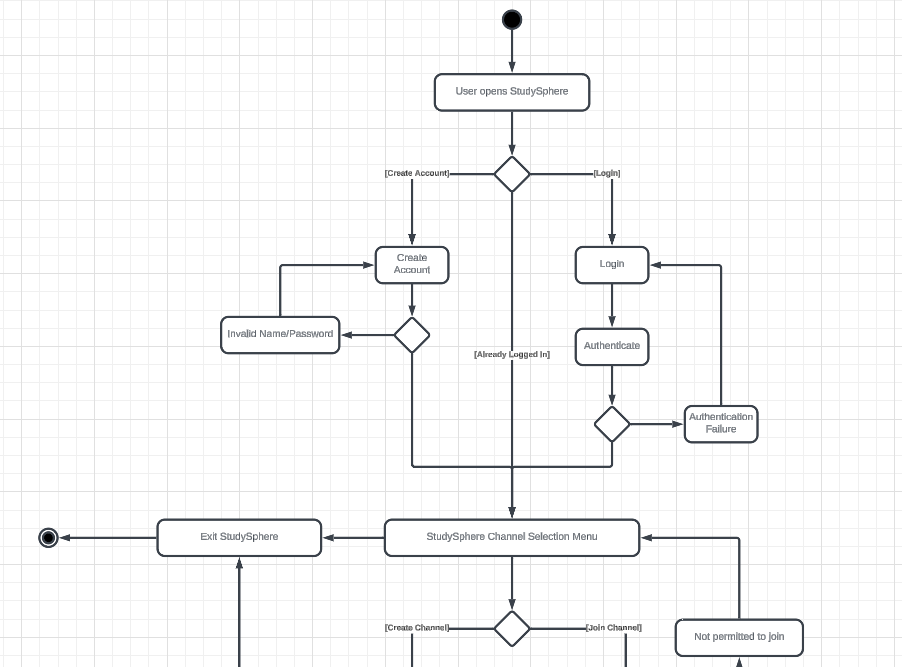 User opens StudySphere
[Create Account]
[Login]
Create
Account
Login
Invalid Name/Password
Authenticate
[Already Logged In]
Authentication
Failure
Exit StudySphere
StudySphere Channel Selection Menu
[Create Channel]
[Join Channel]
Not permitted to join